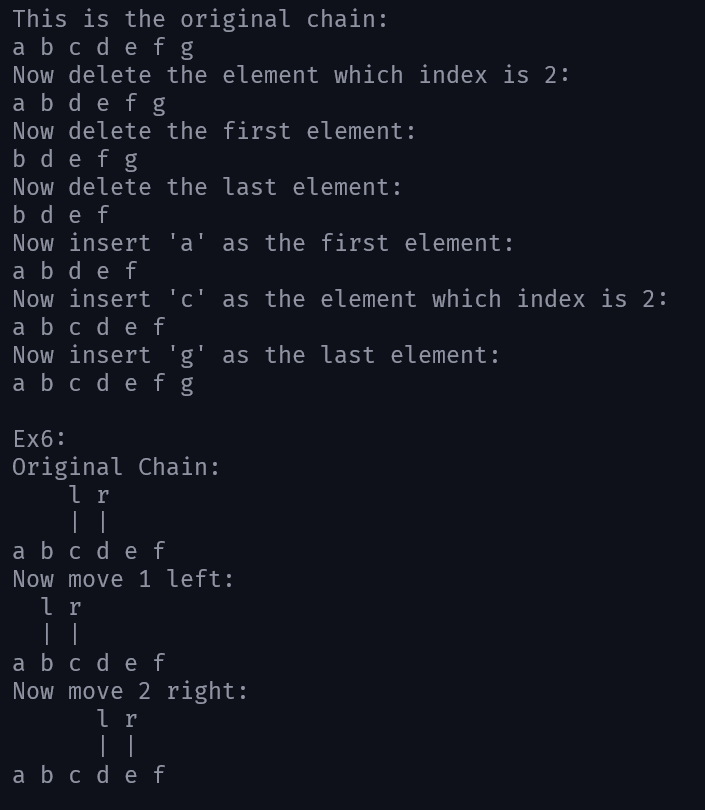 This is the original chain:
a b c d e f g
Now delete the element which index is 2:
a b d e f g
Now delete the first element:
b d e f g
Now delete the last element:
b d e f
Now insert 'a' as the first element:
a b d e f
Now insert 'c' as the element which index is 2:
a b c d e f
Now insert 'g' as the last element:
a b c d e f g

Ex6:
Original Chain:
    l r
    | |
a b c d e f
Now move 1 left:
  l r
  | |
a b c d e f
Now move 2 right:
      l r
      | |
a b c d e f